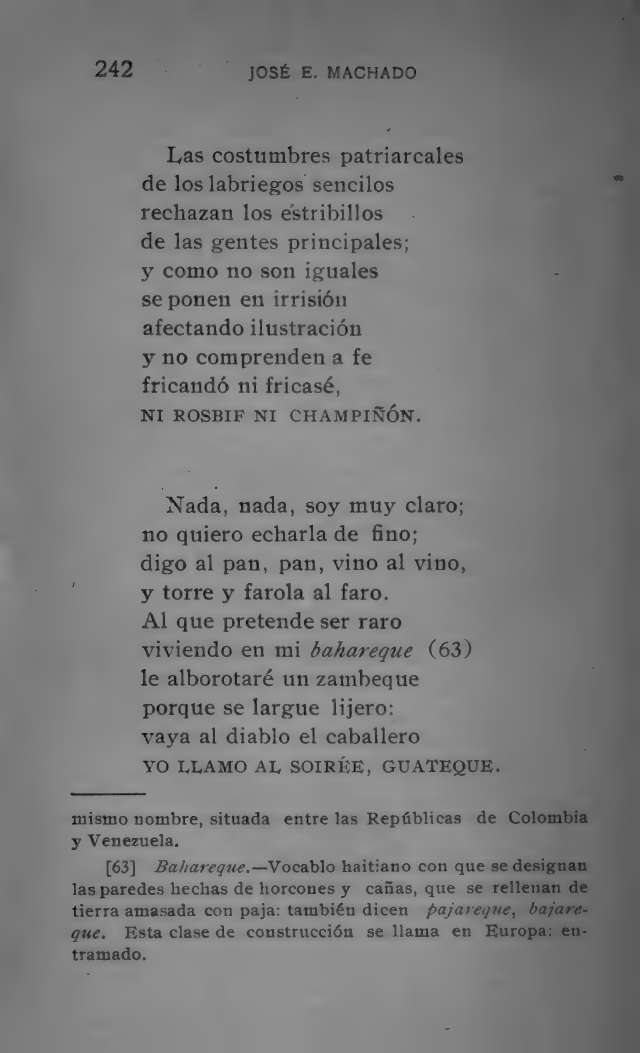 242 JOSÉ E. MACHADO
Las costumbres patriarcales
de los labriegos sencilos
rechazan los estribillos
de las gentes principales;
y como no son iguales
se ponen en irrisión
afectando ilustración
y no comprenden a fe
fricandó ni fricasé,
NI ROSBIF NI CHAMPIÑÓN.
Nada, nada, soy muy claro;
no quiero echarla de fino;
digo al pan, pan, vino al vino,
y torre y farola al faro.
Al que pretende ser raro
viviendo en mi bahareque (63)
le alborotaré un zambeque
porque se largue lijero:
vaya al diablo el caballero
YO LLAMO AL SOIRÉE, GUATEQUE.
mismo nombre, situada entre las Repúblicas de Colombia
y Venezuela.
[63] Bahareque.—Vocablo haitiano con que se designan
las paredes hechas de horcones y cañas, que se rellenan de
tierra amasada con paja: también dicen pajareque, bajare-
que. Esta clase de construcción se llama en Europa: en-
tramado.